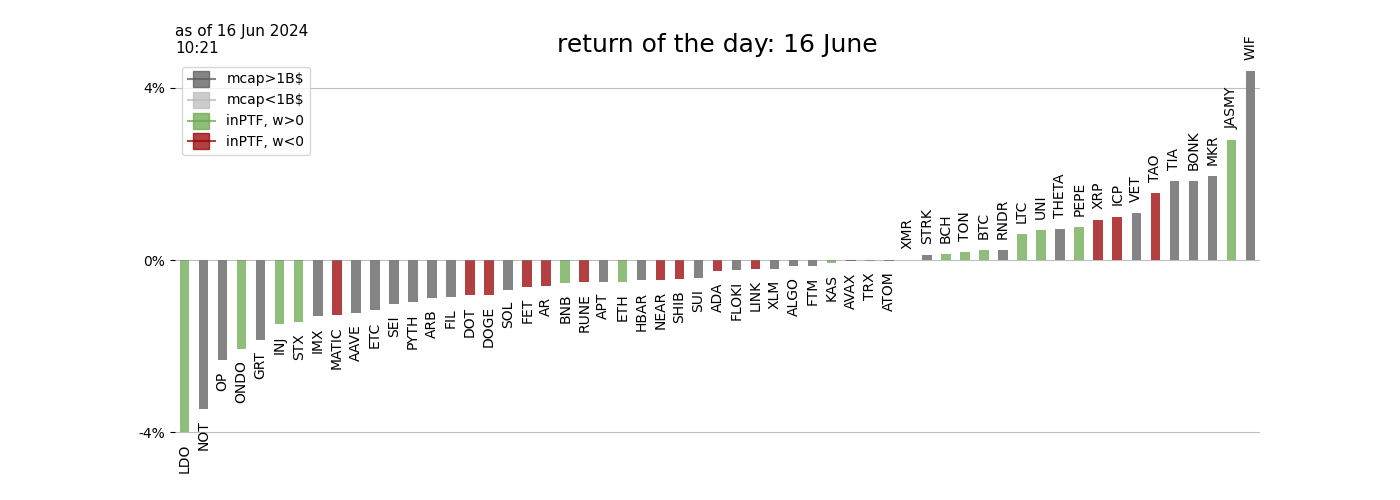 as of 16 Jun 2024
10:21
return of the day: 16 June
mcap>1B$
mcap<1B$
inPTF, w>0
inPTF, w<0
4%
0%
-4%
LDO
NOT
OP
ONDO
GRT
INJ
STX
IMX
MATIC
AAVE
ETC
SEI
PYTH
ARB
FIL
DOT
DOGE
SOL
FET
AR
BNB
RUNE
APT
ETH
HBAR
NEAR
SHIB
SUI
ADA
FLOKI
LINK
XLM
ALGO
FTM
KAS
AVAX
TRX
ATOM
XMR
STRK
BCH
TON
BTC
RNDR
LTC
UNI
THETA
PEPE
XRP
ICP
VET
TAO
TIA
BONK
MKR
JASMY
WIF